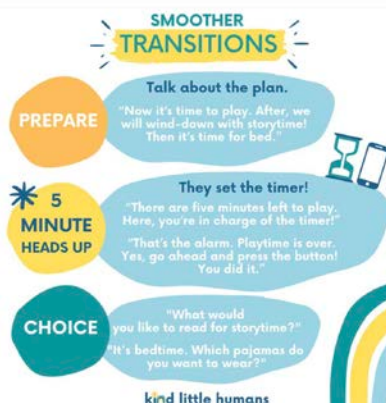 SMOOTHER
TRANSITIONS
PREPARE
Talk about the plan.
"Now it's time to play. After, we
will wind-down with storytime!
Then it's time for bed."
5
MINUTE
HEADS UP
They set the timer!
"There are five minutes left to play.
Here, you're in charge of the timer!"
"That's the alarm. Playtime is over.
Yes, go ahead and press the button!
You did it."
CHOICE
"What would
you like to read for storytime?"
"It's bedtime. Which pajamas do
you want to wear?"
kind little humans